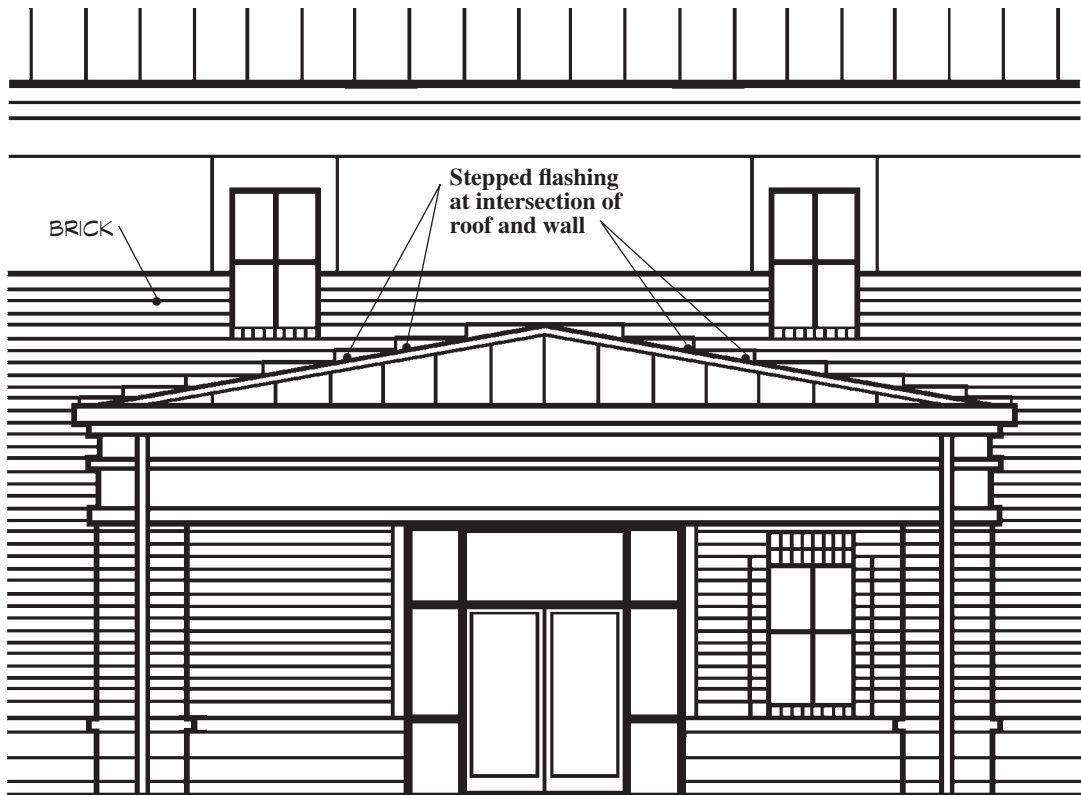 Stepped flashing
at intersection of
roof and wall
BRICK